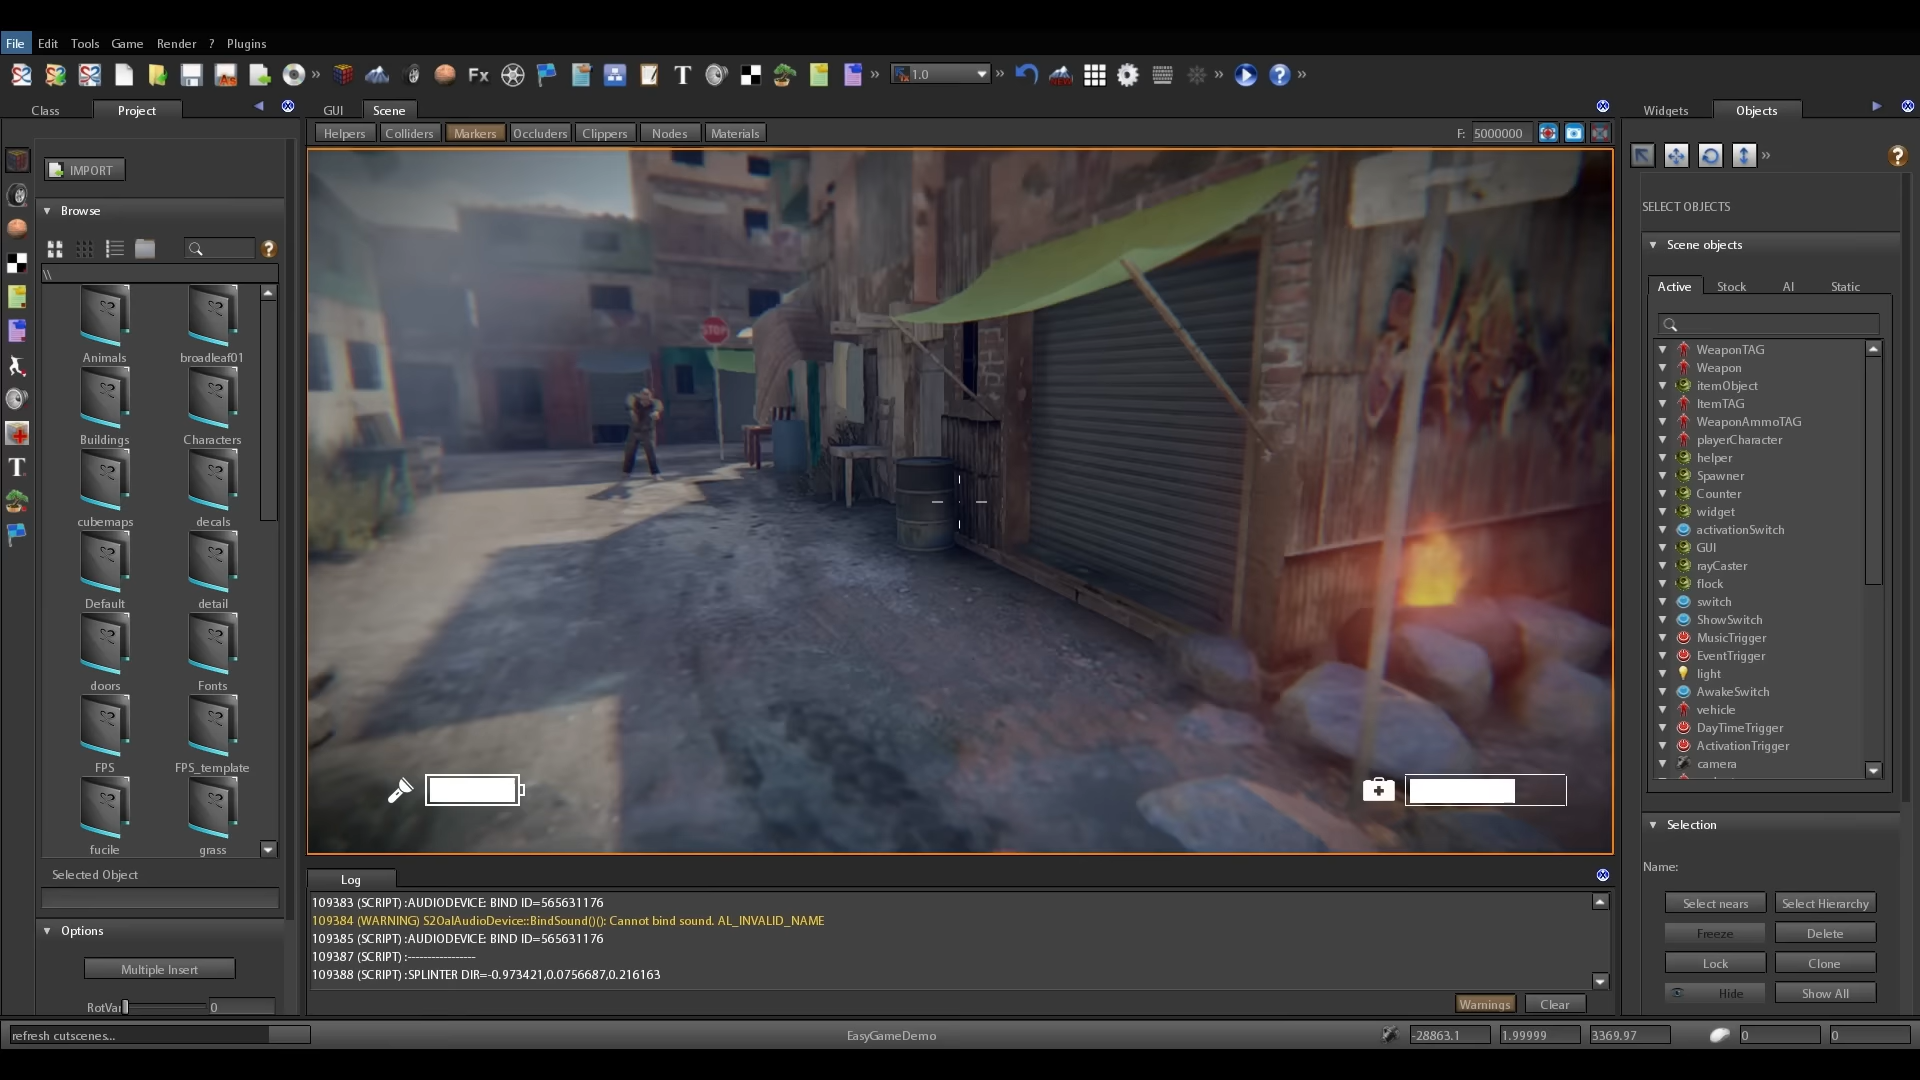 File Edit Tools Game Render ? Plugins
Fx T 1.0 ?
Class Project
GUI Scene
Widgets Objects
Helpers Colliders Markers Occluders Clippers Nodes Materials F: 5000000
IMPORT
Browse
\\
Animals broadleaf01
Buildings Characters
cubemaps decals
Default detail
doors Fonts
FPS FPS_template
fucile grass
Selected Object
Options
Multiple Insert
RotVar 0
STOP
SELECT OBJECTS
Scene objects
Active Stock AI Static
WeaponTAG
Weapon
itemObject
ItemTAG
WeaponAmmoTAG
playerCharacter
helper
Spawner
Counter
widget
activationSwitch
GUI
rayCaster
flock
switch
ShowSwitch
MusicTrigger
EventTrigger
light
AwakeSwitch
vehicle
DayTimeTrigger
ActivationTrigger
camera
Selection
Name:
Select nears Select Hierarchy
Freeze Delete
Lock Clone
Hide Show All
Log
109383 (SCRIPT) :AUDIODEVICE: BIND ID=565631176
109384 (WARNING) S2OalAudioDevice::BindSound()(): Cannot bind sound. AL_INVALID_NAME
109385 (SCRIPT) :AUDIODEVICE: BIND ID=565631176
109387 (SCRIPT) :-----------------
109388 (SCRIPT) :SPLINTER DIR=-0.973421,0.0756687,0.216163
Warnings Clear
refresh cutscenes... EasyGameDemo -28863.1 1.99999 3369.97 0 0